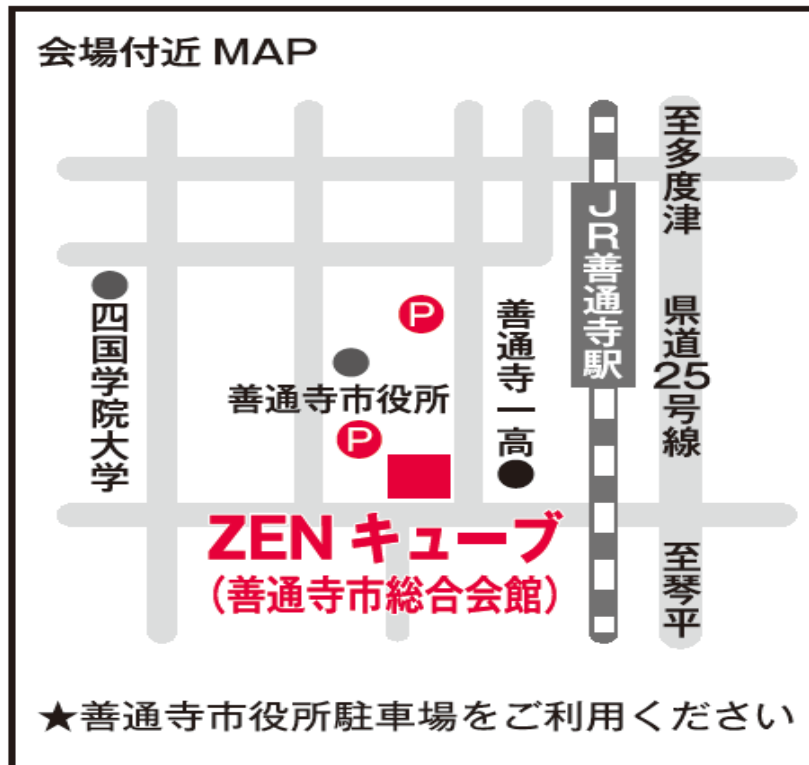 会場付近 MAP
至多度津
JR善通寺駅
県道25号線
四国学院大学
P
善通寺一高
善通寺市役所
P
ZEN キューブ
（善通寺市総合会館）
至琴平
★善通寺市役所駐車場をご利用ください